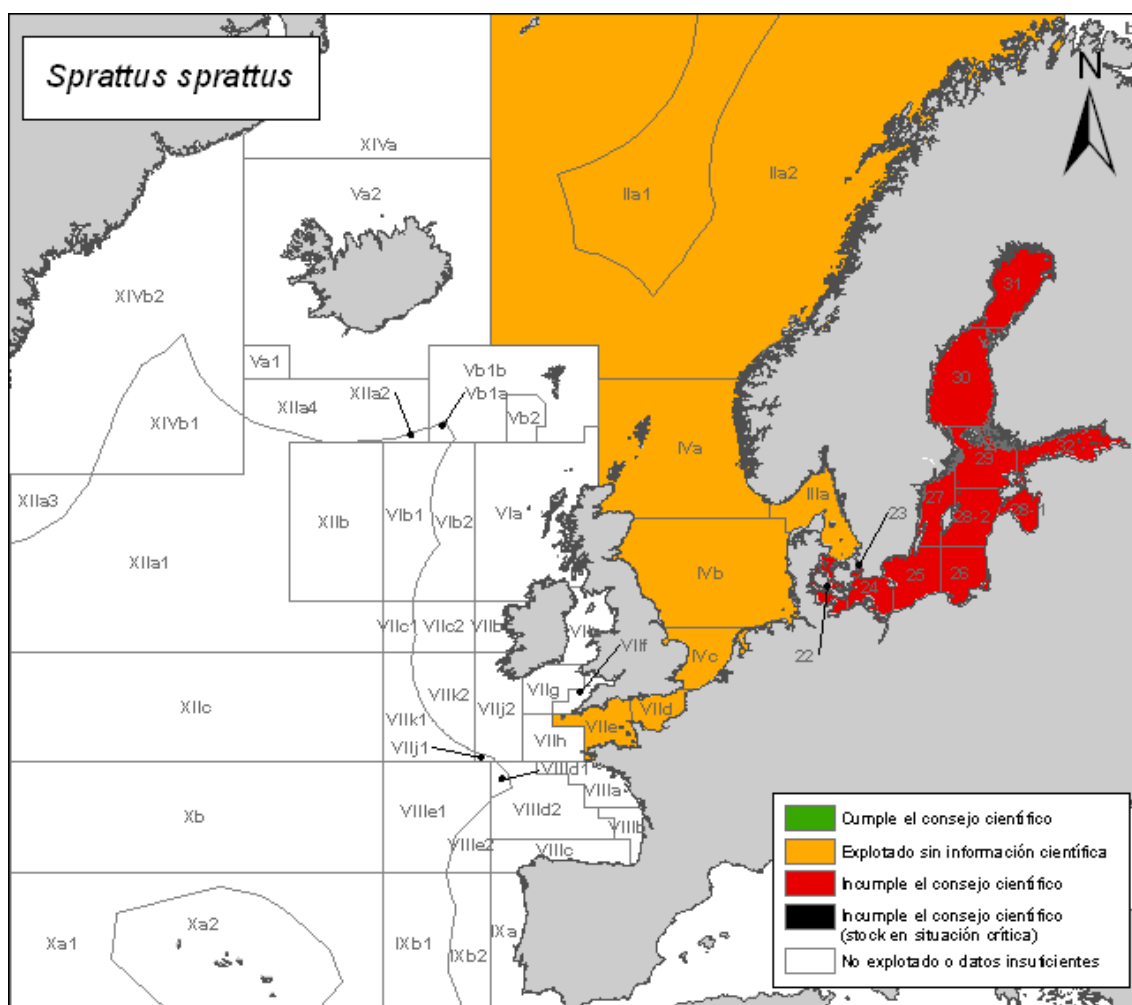 Sprattus sprattus
N
XIVa
Va2
IIa1
IIa2
XIVb2
31
Va1
Vb1b
XIIa2
Vb1a
30
XIIa4
Vb2
XIVb1
IVa
29
32
XIIa3
IIIa
23
27
28-2
28-1
XIIb
VIb1
VIb2
VIa
XIIa1
IVb
25
26
24
VIIc1
VIIc2
VIIb
VIIf
IVc
22
VIIg
XIIc
VIIk2
VIIj2
VIId
VIIe
VIIk1
VIIh
VIIj1
VIIId1
VIIIa
Xb
VIIIe1
VIIId2
VIIIb
VIIIe2
VIIIc
Xa1
Xa2
IXb1
IXb2
IXa
Cumple el consejo científico
Explotado sin información científica
Incumple el consejo científico
Incumple el consejo científico
(stock en situación crítica)
No explotado o datos insuficientes